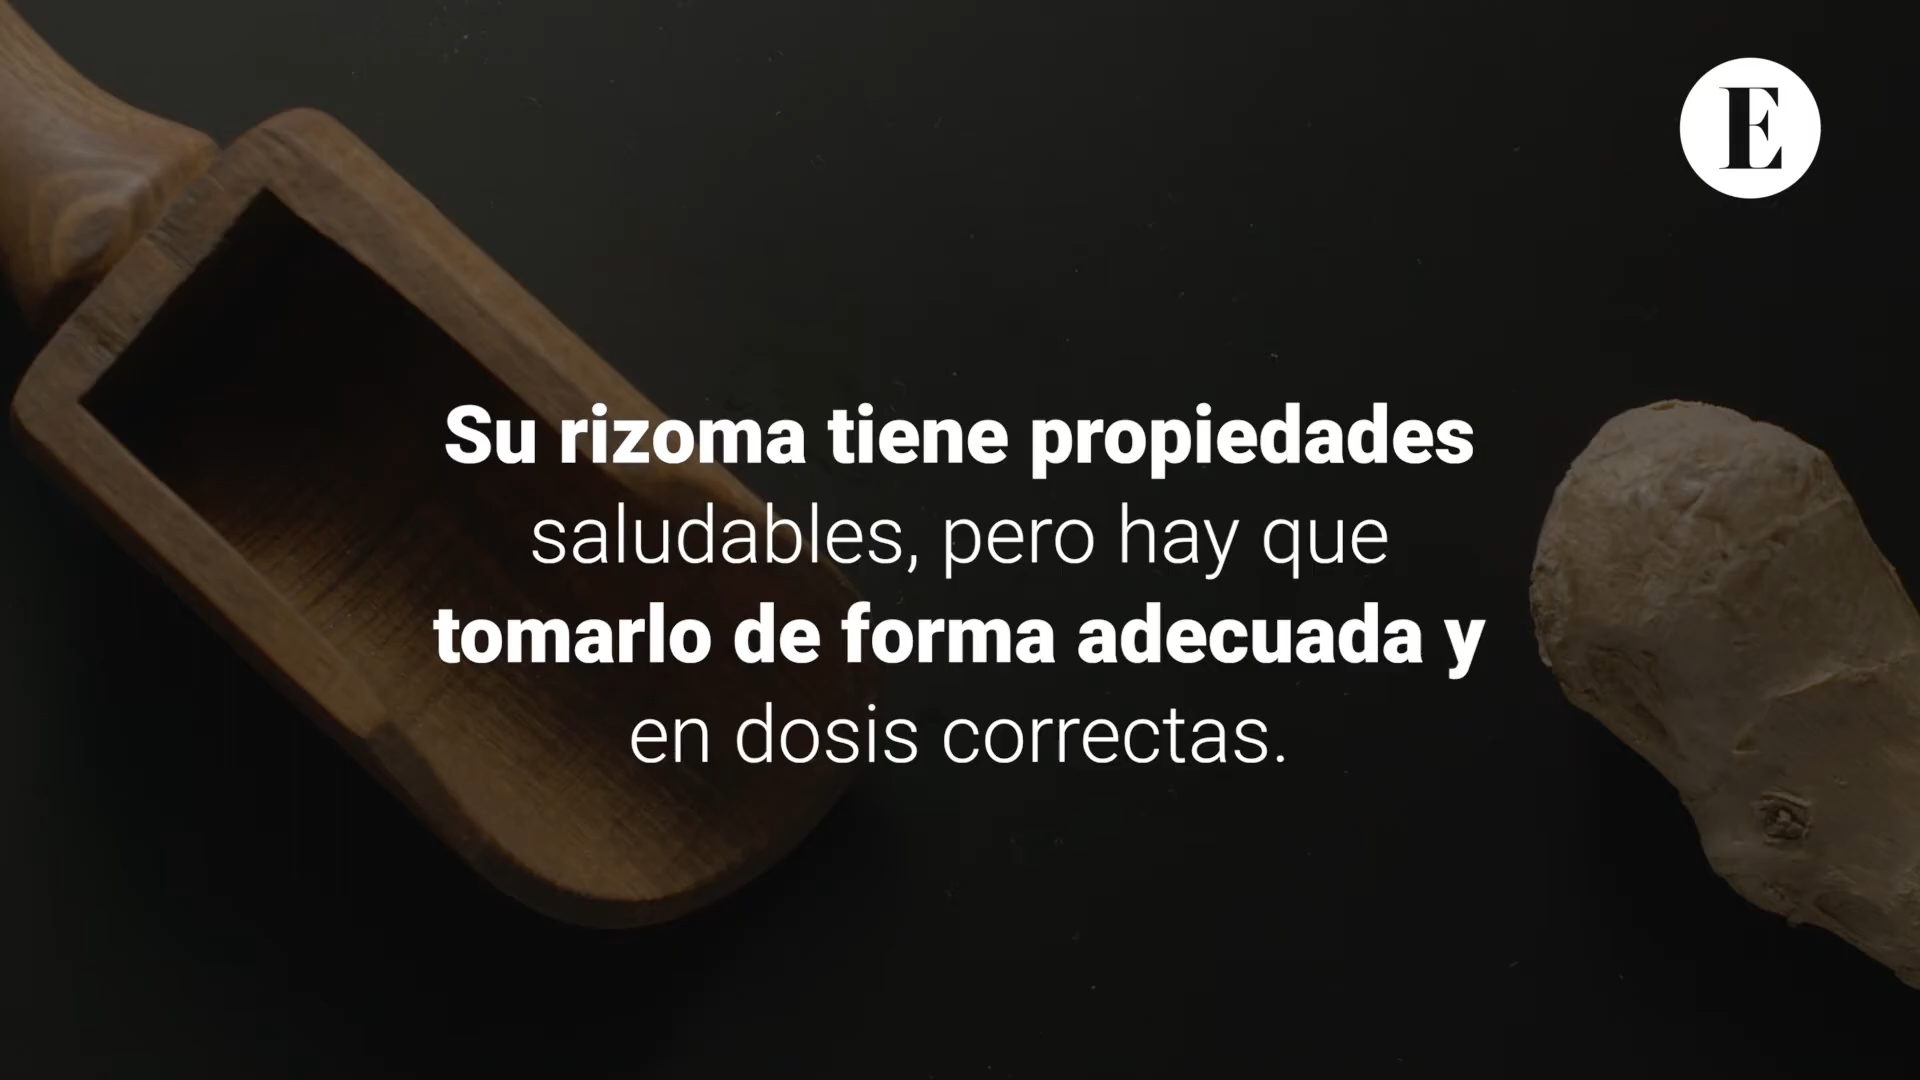 E
Su rizoma tiene propiedades
saludables, pero hay que
tomarlo de forma adecuada y
en dosis correctas.